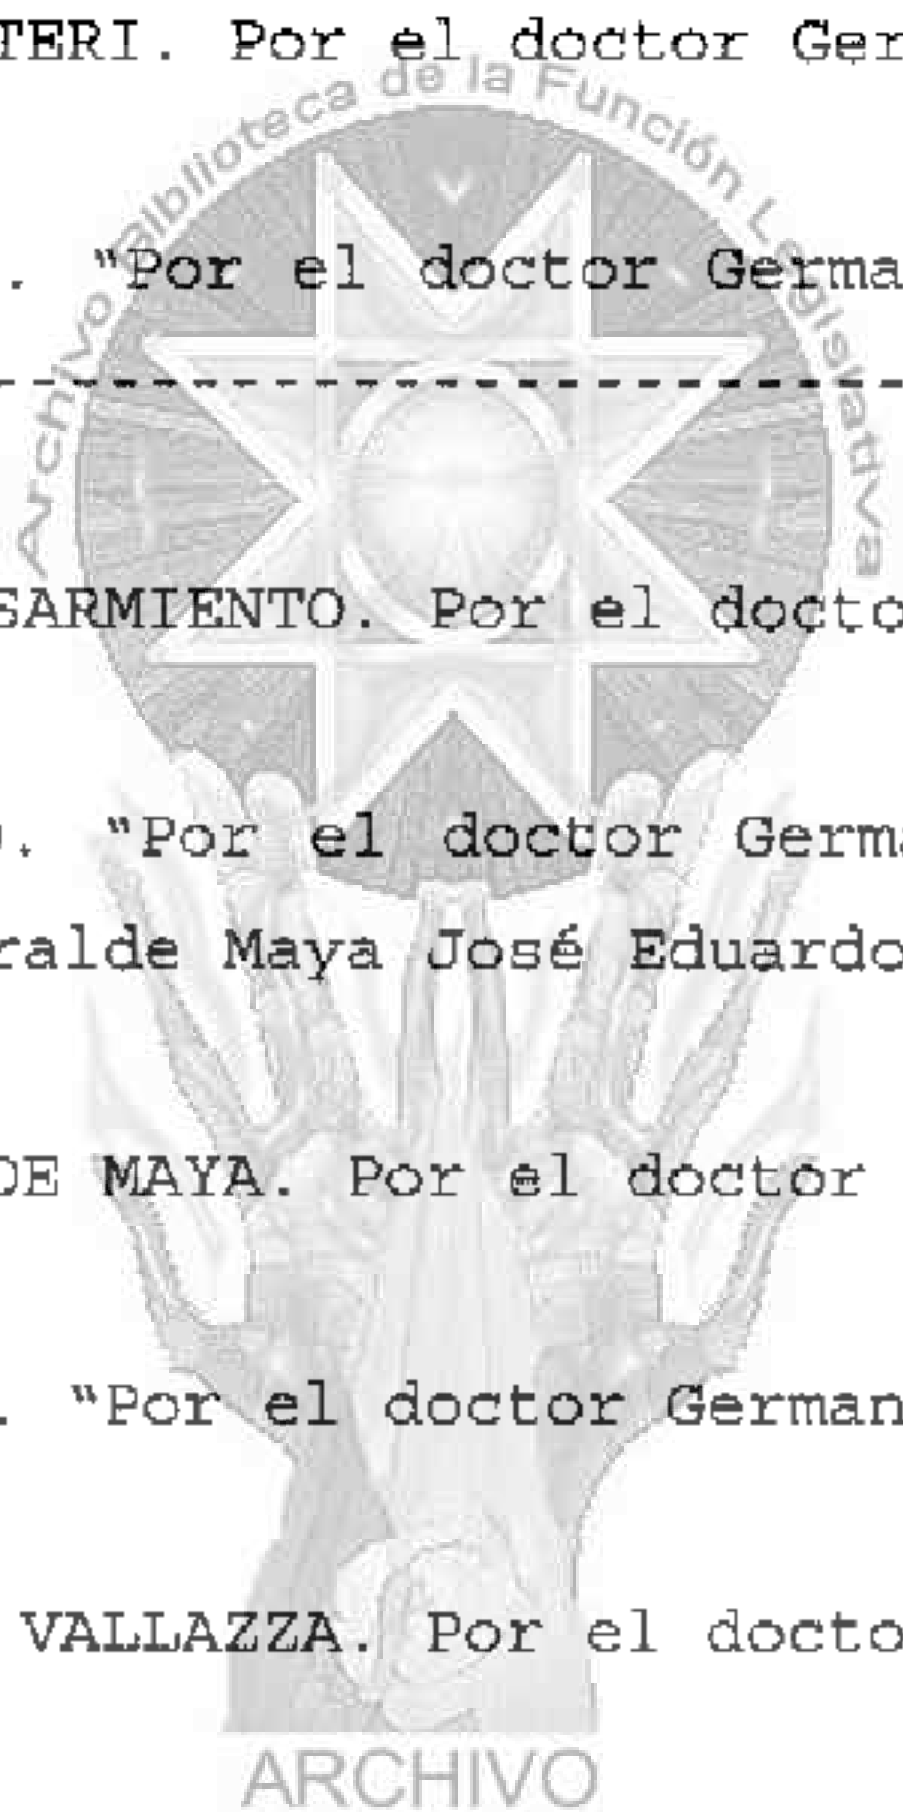 TERI. Por el doctor Ger
Archivo Biblioteca de la Función Legislativa
. "Por el doctor Germa
--------------------
SARMIENTO. Por el docto
. "Por el doctor Germa
ralde Maya José Eduardo
DE MAYA. Por el doctor
. "Por el doctor German
VALLAZZA. Por el docto
ARCHIVO